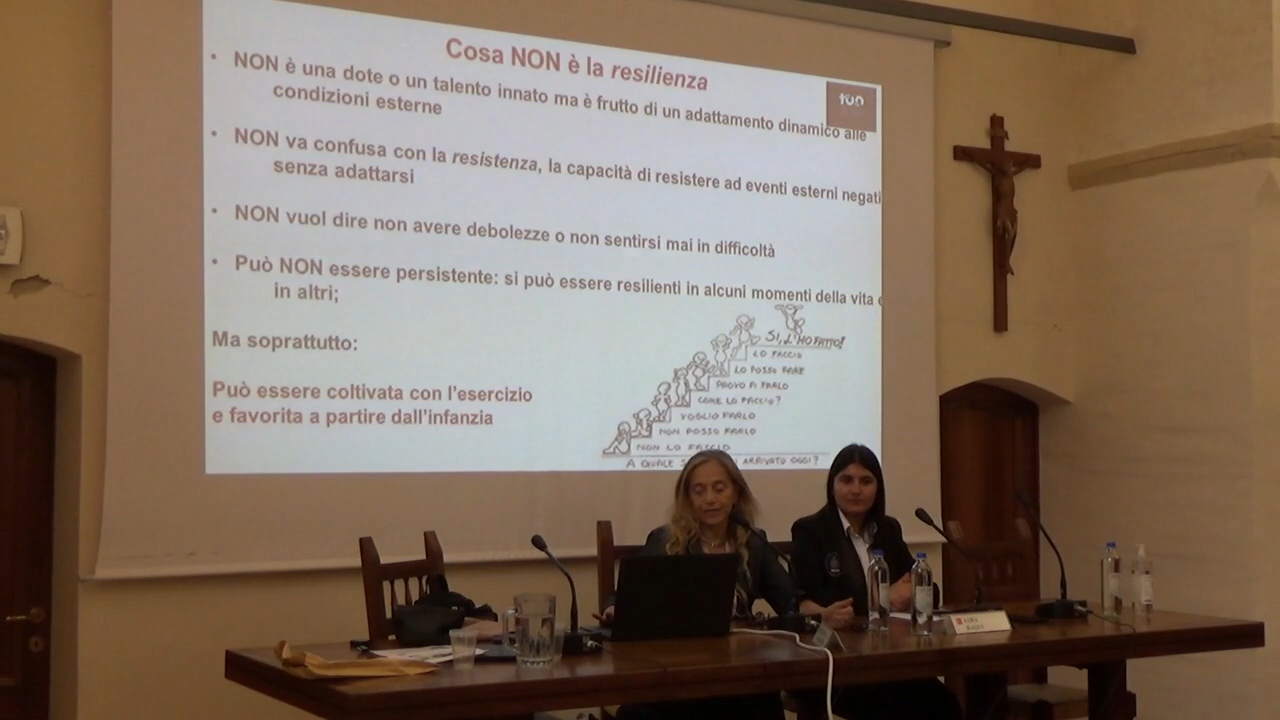 Cosa NON è la resilienza
• NON è una dote o un talento innato ma è frutto di un adattamento dinamico alle
condizioni esterne
• NON va confusa con la resistenza, la capacità di resistere ad eventi esterni negati
senza adattarsi
• NON vuol dire non avere debolezze o non sentirsi mai in difficoltà
• Può NON essere persistente: si può essere resilienti in alcuni momenti della vita e
in altri;
Ma soprattutto:
Può essere coltivata con l'esercizio
e favorita a partire dall'infanzia
SI, L'HO FATTO!
LO FACCIO
LO POSSO FARE
PROVO A FARLO
COME LO FACCIO?
VOGLIO FARLO
NON POSSO FARLO
NON LO FACCIO
A QUALE ARRIVATO OGGI?